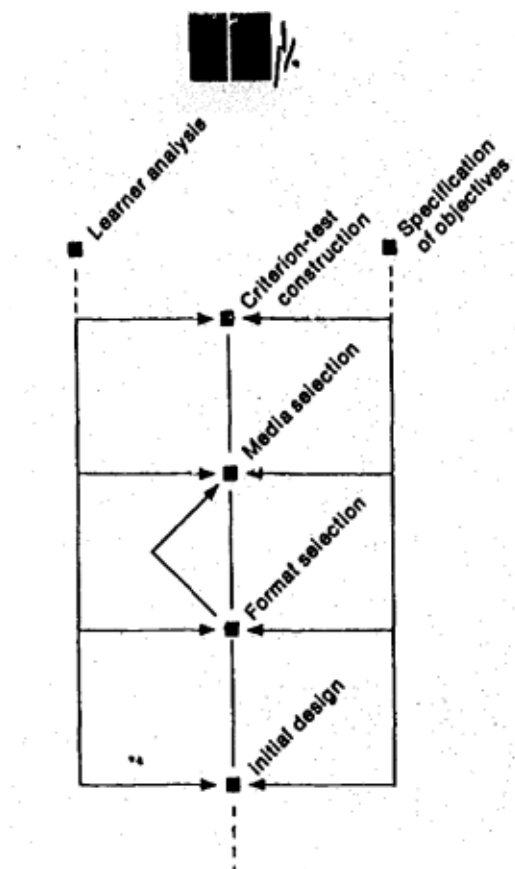 Learner analysis
Specification
of objectives
Criterion-test
construction
Media selection
Format selection
initial design